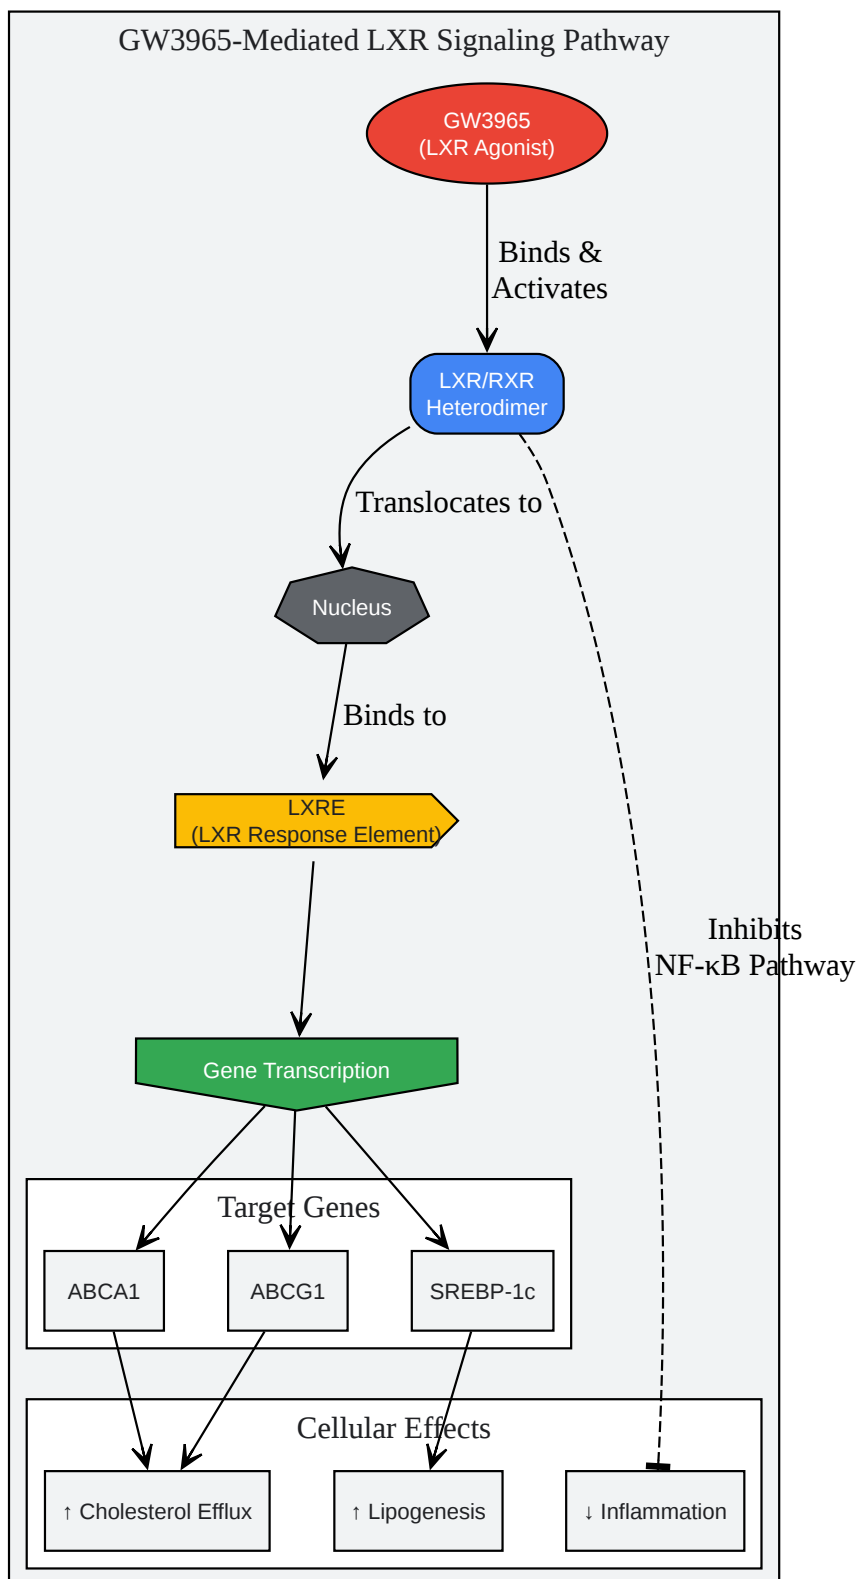 GW3965-Mediated LXR Signaling Pathway
GW3965
(LXR Agonist)
Binds &
Activates
LXR/RXR
Heterodimer
Translocates to
Nucleus
Binds to
LXRE
(LXR Response Element)
Inhibits
NF-κB Pathway
Gene Transcription
Target Genes
ABCA1
ABCG1
SREBP-1c
Cellular Effects
↑ Cholesterol Efflux
↑ Lipogenesis
↓ Inflammation